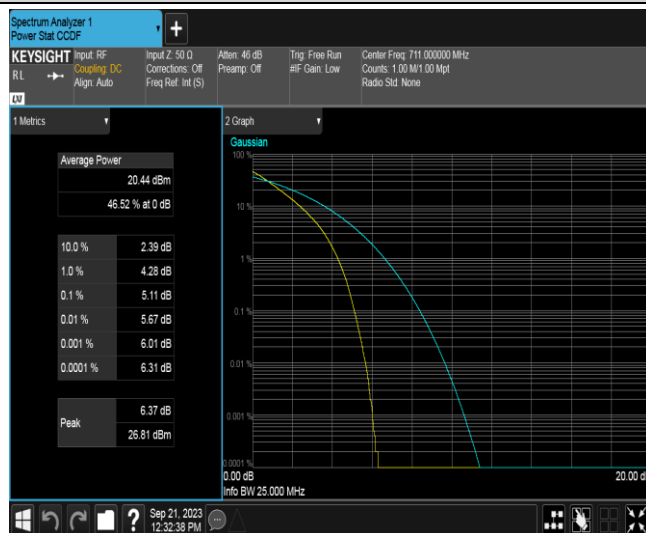 Spectrum Analyzer 1
Power Stat CCDF
KEYSIGHT
RL
LXI
Input: RF
Coupling: DC
Align: Auto
Input Z: 50 Ω
Corrections: Off
Freq Ref: Int (S)
Atten: 46 dB
Preamp: Off
Trig: Free Run
#IF Gain: Low
Center Freq: 711.000000 MHz
Counts: 1.00 M/1.00 Mpt
Radio Std: None
1 Metrics
Average Power
20.44 dBm
46.52 % at 0 dB
10.0 % 2.39 dB
1.0 % 4.28 dB
0.1 % 5.11 dB
0.01 % 5.67 dB
0.001 % 6.01 dB
0.0001 % 6.31 dB
Peak
6.37 dB
26.81 dBm
2 Graph
Gaussian
100 %
10 %
1 %
0.1 %
0.01 %
0.001 %
0.0001 %
0.00 dB
20.00 d
Info BW 25.000 MHz
?
Sep 21, 2023
12:32:38 PM